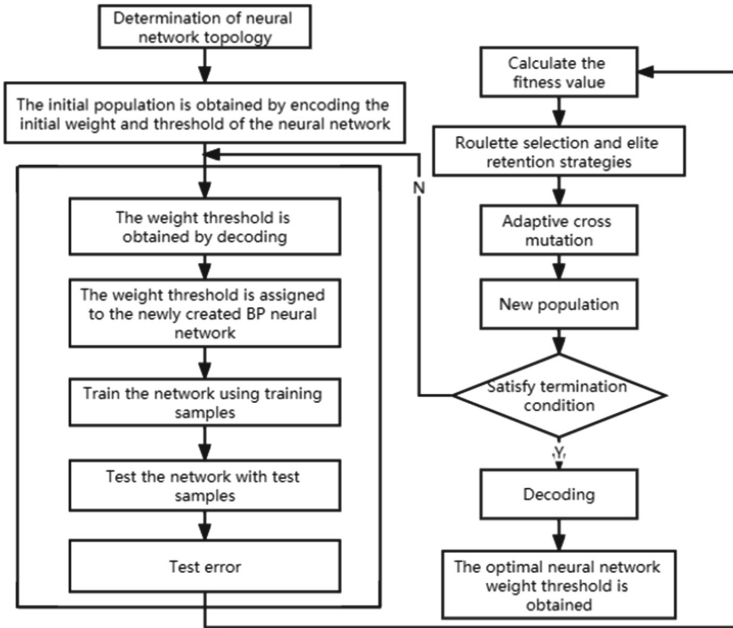 Determination of neural
network topology
The initial population is obtained by encoding the
initial weight and threshold of the neural network
The weight threshold is
obtained by decoding
The weight threshold is assigned
to the newly created BP neural
network
Train the network using training
samples
Test the network with test
samples
Test error
Calculate the
fitness value
Roulette selection and elite
retention strategies
Adaptive cross
mutation
New population
Satisfy termination
condition
N
Y
Decoding
The optimal neural network
weight threshold is
obtained